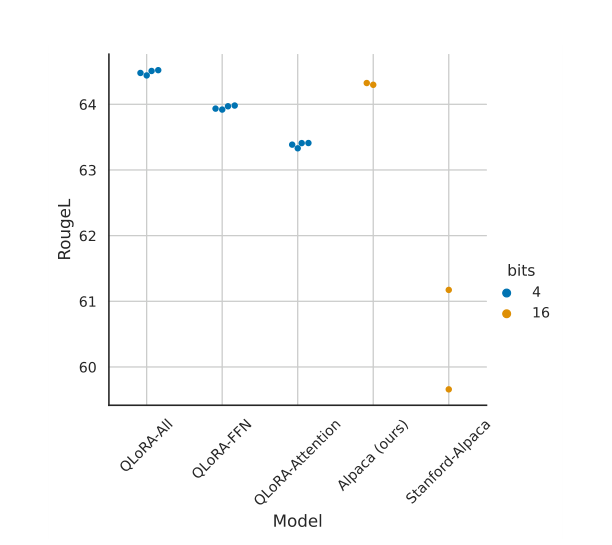 64
63
62
61
60
RougeL
QLoRA-All
QLoRA-FFN
QLoRA-Attention
Alpaca (ours)
Stanford-Alpaca
Model
bits
4
16